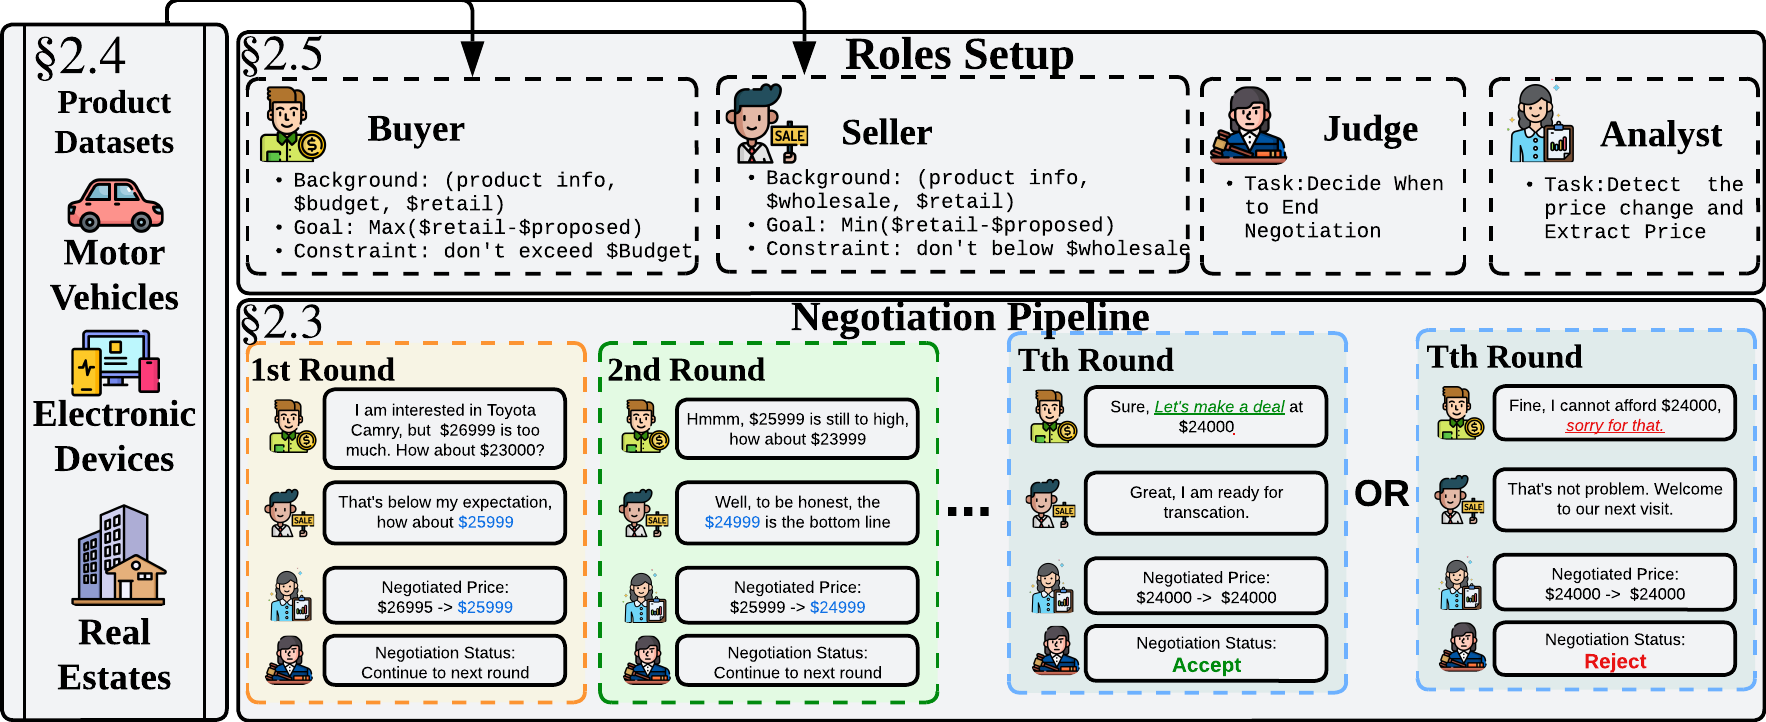 §2.4
Product
Datasets
Motor
Vehicles
Electronic
Devices
Real
Estates
§2.5
Roles Setup
Buyer
• Background: (product info,
$budget, $retail)
• Goal: Max($retail-$proposed)
• Constraint: don't exceed $Budget
Seller
SALE
• Background: (product info,
$wholesale, $retail)
• Goal: Min($retail-$proposed)
• Constraint: don't below $wholesale
Judge
• Task:Decide When
to End
Negotiation
Analyst
• Task:Detect the
price change and
Extract Price
§2.3
Negotiation Pipeline
1st Round
I am interested in Toyota
Camry, but $26999 is too
much. How about $23000?
SALE
That's below my expectation,
how about $25999
Negotiated Price:
$26995 -> $25999
Negotiation Status:
Continue to next round
2nd Round
Hmmm, $25999 is still to high,
how about $23999
SALE
Well, to be honest, the
$24999 is the bottom line
Negotiated Price:
$25999 -> $24999
Negotiation Status:
Continue to next round
...
Tth Round
Sure, Let's make a deal at
$24000.
SALE
Great, I am ready for
transcation.
Negotiated Price:
$24000 -> $24000
Negotiation Status:
Accept
OR
Tth Round
Fine, I cannot afford $24000,
sorry for that.
SALE
That's not problem. Welcome
to our next visit.
Negotiated Price:
$24000 -> $24000
Negotiation Status:
Reject